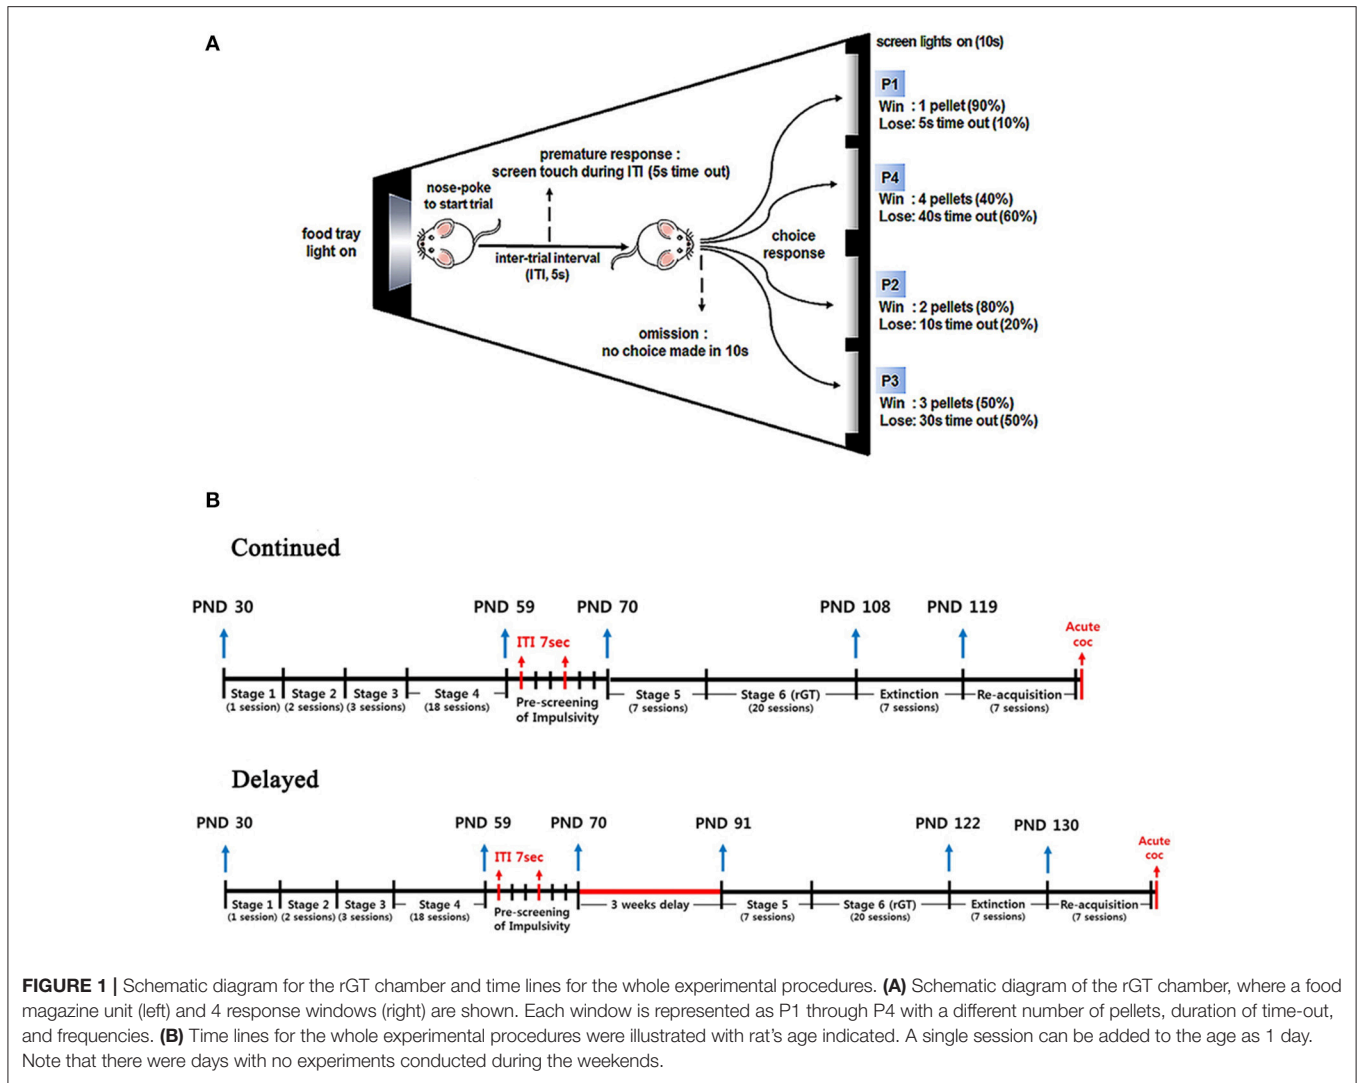 A
screen lights on (10s)
P1
Win : 1 pellet (90%)
Lose: 5s time out (10%)
premature response :
screen touch during ITI (5s time out)
nose-poke
to start trial
P4
Win : 4 pellets (40%)
Lose: 40s time out (60%)
food tray
light on
choice
response
inter-trial interval
(ITI, 5s)
P2
Win : 2 pellets (80%)
Lose: 10s time out (20%)
omission :
no choice made in 10s
P3
Win : 3 pellets (50%)
Lose: 30s time out (50%)
B
Continued
PND 30
PND 59
PND 70
PND 108
PND 119
ITI 7sec
Acute
coc
Stage 1
(1 session)
Stage 2
(2 sessions)
Stage 3
(3 sessions)
Stage 4
(18 sessions)
Pre-screening
of Impulsivity
Stage 5
(7 sessions)
Stage 6 (rGT)
(20 sessions)
Extinction
(7 sessions)
Re-acquisition
(7 sessions)
Delayed
PND 30
PND 59
PND 70
PND 91
PND 122
PND 130
ITI 7sec
Acute
coc
Stage 1
(1 session)
Stage 2
(2 sessions)
Stage 3
(3 sessions)
Stage 4
(18 sessions)
Pre-screening
of Impulsivity
3 weeks delay
Stage 5
(7 sessions)
Stage 6 (rGT)
(20 sessions)
Extinction
(7 sessions)
Re-acquisition
(7 sessions)
FIGURE 1 | Schematic diagram for the rGT chamber and time lines for the whole experimental procedures. (A) Schematic diagram of the rGT chamber, where a food
magazine unit (left) and 4 response windows (right) are shown. Each window is represented as P1 through P4 with a different number of pellets, duration of time-out,
and frequencies. (B) Time lines for the whole experimental procedures were illustrated with rat's age indicated. A single session can be added to the age as 1 day.
Note that there were days with no experiments conducted during the weekends.